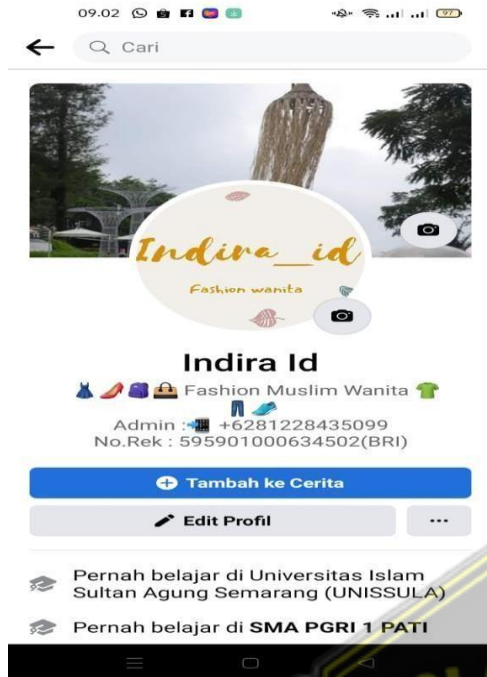 09.02
97
Cari
Indira_id
Fashion wanita
Indira Id
👗👠🎒👜 Fashion Muslim Wanita 👕
👖👟
Admin :📲 +6281228435099
No.Rek : 595901000634502(BRI)
Tambah ke Cerita
Edit Profil
Pernah belajar di Universitas Islam
Sultan Agung Semarang (UNISSULA)
Pernah belajar di SMA PGRI 1 PATI